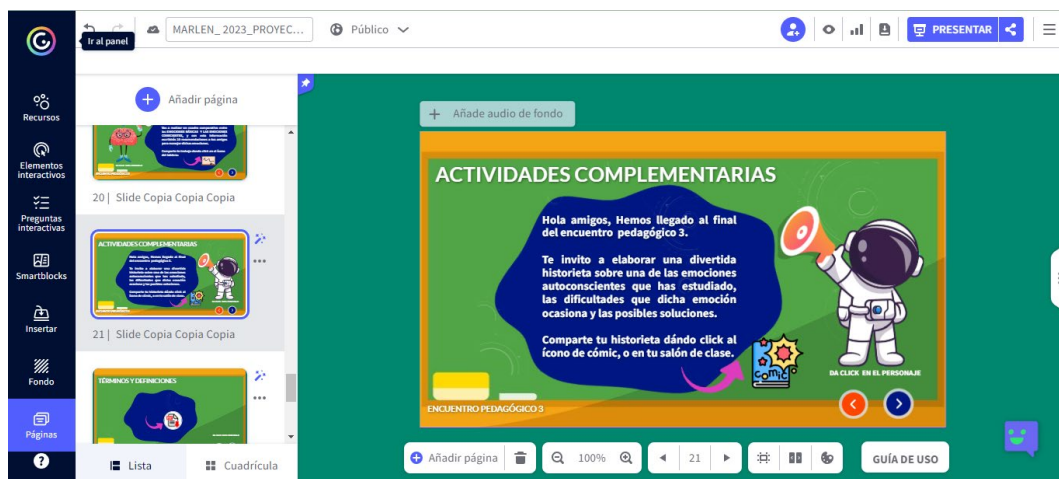 Ir al panel
MARLEN_ 2023_PROYEC...
Público
PRESENTAR
Recursos
Elementos
interactivos
Preguntas
interactivas
Smartblocks
Insertar
Fondo
Páginas
Añadir página
20 | Slide Copia Copia Copia
ACTIVIDADES COMPLEMENTARIAS
21 | Slide Copia Copia Copia
TÉRMINOS Y DEFINICIONES
Lista
Cuadrícula
Añade audio de fondo
ACTIVIDADES COMPLEMENTARIAS
Hola amigos, Hemos llegado al final
del encuentro pedagógico 3.
Te invito a elaborar una divertida
historieta sobre una de las emociones
autoconscientes que has estudiado,
las dificultades que dicha emoción
ocasiona y las posibles soluciones.
Comparte tu historieta dándo click al
ícono de cómic, o en tu salón de clase.
comic
DA CLICK EN EL PERSONAJE
ENCUENTRO PEDAGÓGICO 3
Añadir página
100%
21
GUÍA DE USO